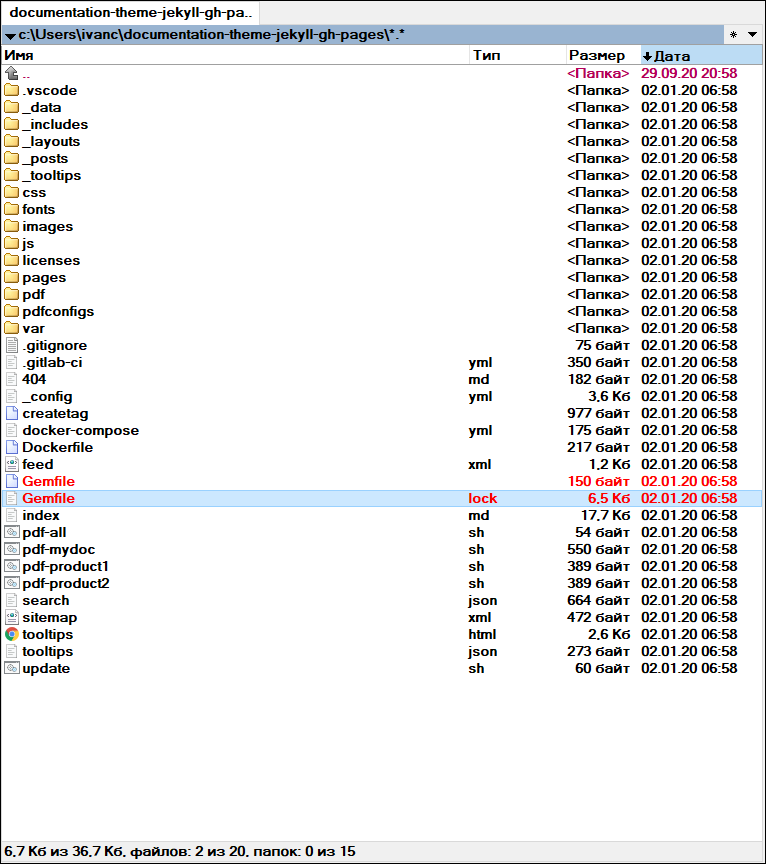 documentation-theme-jekyll-gh-pa..
c:\Users\ivanc\documentation-theme-jekyll-gh-pages\*.* * 
Имя Тип Размер Дата
.. <Папка> 29.09.20 20:58
.vscode <Папка> 02.01.20 06:58
_data <Папка> 02.01.20 06:58
_includes <Папка> 02.01.20 06:58
_layouts <Папка> 02.01.20 06:58
_posts <Папка> 02.01.20 06:58
_tooltips <Папка> 02.01.20 06:58
css <Папка> 02.01.20 06:58
fonts <Папка> 02.01.20 06:58
images <Папка> 02.01.20 06:58
js <Папка> 02.01.20 06:58
licenses <Папка> 02.01.20 06:58
pages <Папка> 02.01.20 06:58
pdf <Папка> 02.01.20 06:58
pdfconfigs <Папка> 02.01.20 06:58
var <Папка> 02.01.20 06:58
.gitignore 75 байт 02.01.20 06:58
.gitlab-ci yml 350 байт 02.01.20 06:58
404 md 182 байт 02.01.20 06:58
_config yml 3,6 Кб 02.01.20 06:58
createtag 977 байт 02.01.20 06:58
docker-compose yml 175 байт 02.01.20 06:58
Dockerfile 217 байт 02.01.20 06:58
feed xml 1,2 Кб 02.01.20 06:58
Gemfile 150 байт 02.01.20 06:58
Gemfile lock 6,5 Кб 02.01.20 06:58
index md 17,7 Кб 02.01.20 06:58
pdf-all sh 54 байт 02.01.20 06:58
pdf-mydoc sh 550 байт 02.01.20 06:58
pdf-product1 sh 389 байт 02.01.20 06:58
pdf-product2 sh 389 байт 02.01.20 06:58
search json 664 байт 02.01.20 06:58
sitemap xml 472 байт 02.01.20 06:58
tooltips html 2,6 Кб 02.01.20 06:58
tooltips json 273 байт 02.01.20 06:58
update sh 60 байт 02.01.20 06:58
6,7 Кб из 36,7 Кб, файлов: 2 из 20, папок: 0 из 15